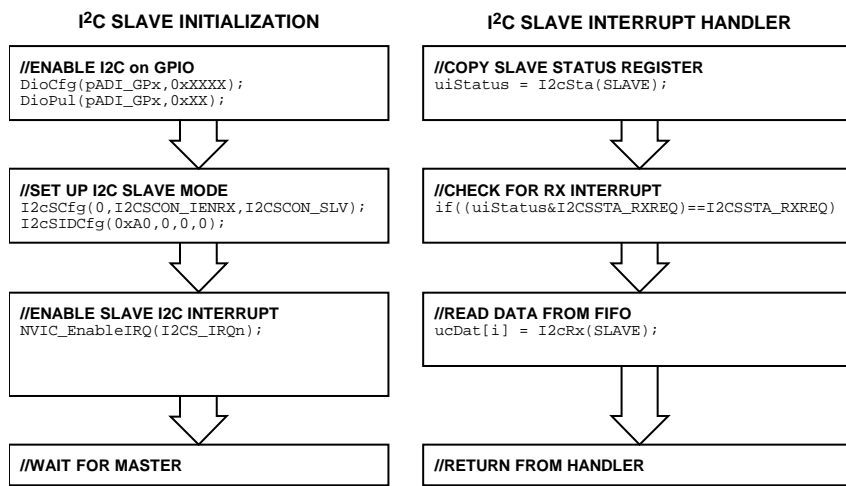 I²C SLAVE INITIALIZATION
//ENABLE I2C on GPIO
DioCfg(pADI_GPx,0xXXXX);
DioPul(pADI_GPx,0xXX);
//SET UP I2C SLAVE MODE
I2cSCfg(0,I2CSCON_IENRX,I2CSCON_SLV);
I2cSIDCfg(0xA0,0,0,0);
//ENABLE SLAVE I2C INTERRUPT
NVIC_EnableIRQ(I2CS_IRQn);
//WAIT FOR MASTER
I²C SLAVE INTERRUPT HANDLER
//COPY SLAVE STATUS REGISTER
uiStatus = I2cSta(SLAVE);
//CHECK FOR RX INTERRUPT
if((uiStatus&I2CSSTA_RXREQ)==I2CSSTA_RXREQ)
//READ DATA FROM FIFO
ucDat[i] = I2cRx(SLAVE);
//RETURN FROM HANDLER